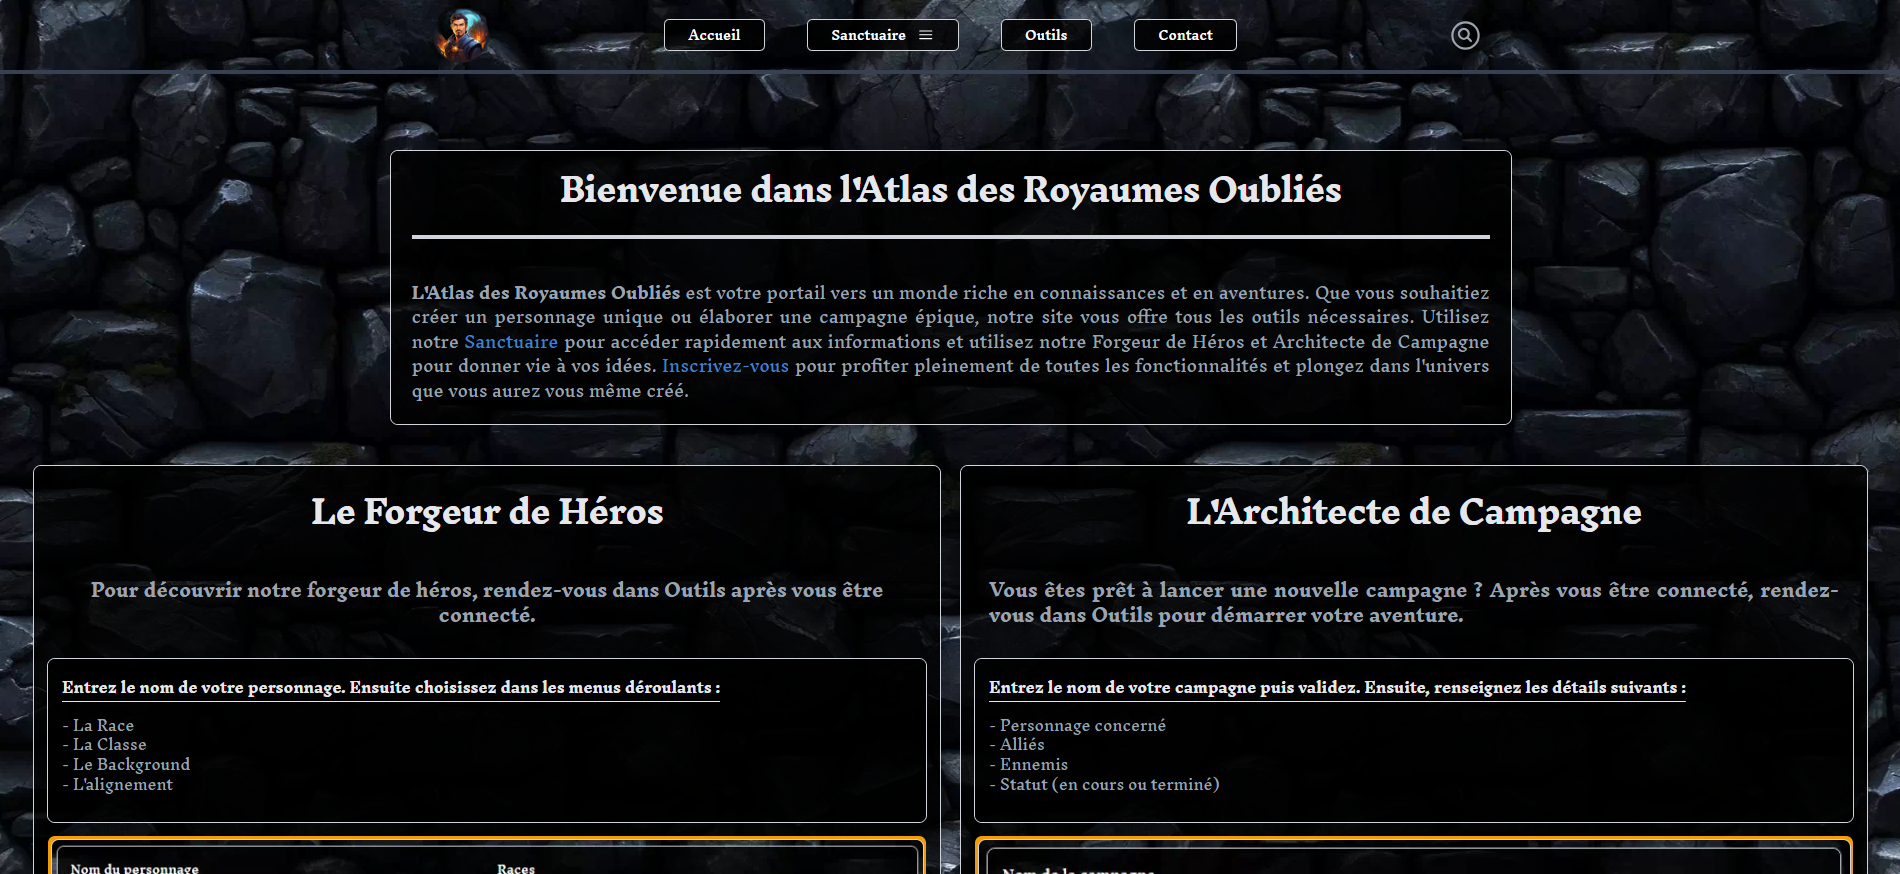 Accueil
Sanctuaire
Outils
Contact
Bienvenue dans l'Atlas des Royaumes Oubliés
L'Atlas des Royaumes Oubliés est votre portail vers un monde riche en connaissances et en aventures. Que vous souhaitiez
créer un personnage unique ou élaborer une campagne épique, notre site vous offre tous les outils nécessaires. Utilisez
notre Sanctuaire pour accéder rapidement aux informations et utilisez notre Forgeur de Héros et Architecte de Campagne
pour donner vie à vos idées. Inscrivez-vous pour profiter pleinement de toutes les fonctionnalités et plongez dans l'univers
que vous aurez vous même créé.
Le Forgeur de Héros
Pour découvrir notre forgeur de héros, rendez-vous dans Outils après vous être
connecté.
Entrez le nom de votre personnage. Ensuite choisissez dans les menus déroulants :
- La Race
- La Classe
- Le Background
- L'alignement
Nom du personnage
Races
L'Architecte de Campagne
Vous êtes prêt à lancer une nouvelle campagne ? Après vous être connecté, rendez-
vous dans Outils pour démarrer votre aventure.
Entrez le nom de votre campagne puis validez. Ensuite, renseignez les détails suivants :
- Personnage concerné
- Alliés
- Ennemis
- Statut (en cours ou terminé)
Nom de la campagne